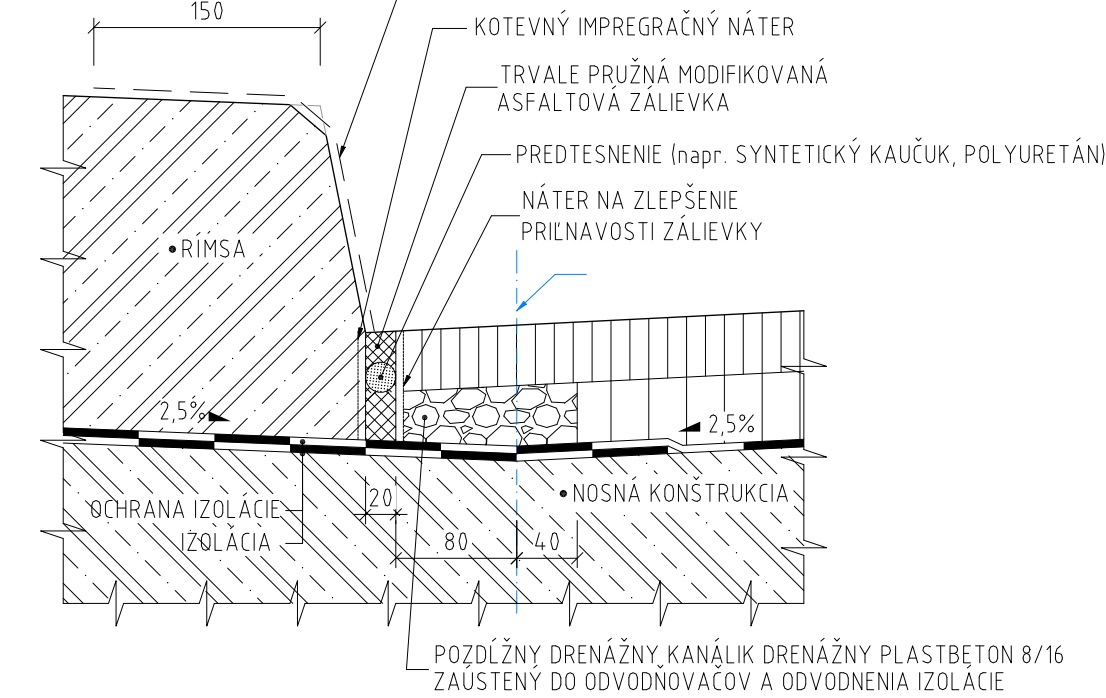 150
KOTEVNÝ IMPREGRAČNÝ NÁTER
TRVALE PRUŽNÁ MODIFIKOVANÁ
ASFALTOVÁ ZÁLIEVKA
PREDTESNENIE (napr. SYNTETICKÝ KAUČUK, POLYURETÁN)
NÁTER NA ZLEPŠENIE
PRIĽNAVOSTI ZÁLIEVKY
RÍMSA
2,5%
2,5%
OCHRANA IZOLÁCIE
IZOLÁCIA
20
NOSNÁ KONŠTRUKCIA
80
40
POZDĹŽNY DRENÁŽNY KANÁLIK DRENÁŽNY PLASTBETON 8/16
ZAÚSTENÝ DO ODVODŇOVAČOV A ODVODNENIA IZOLÁCIE